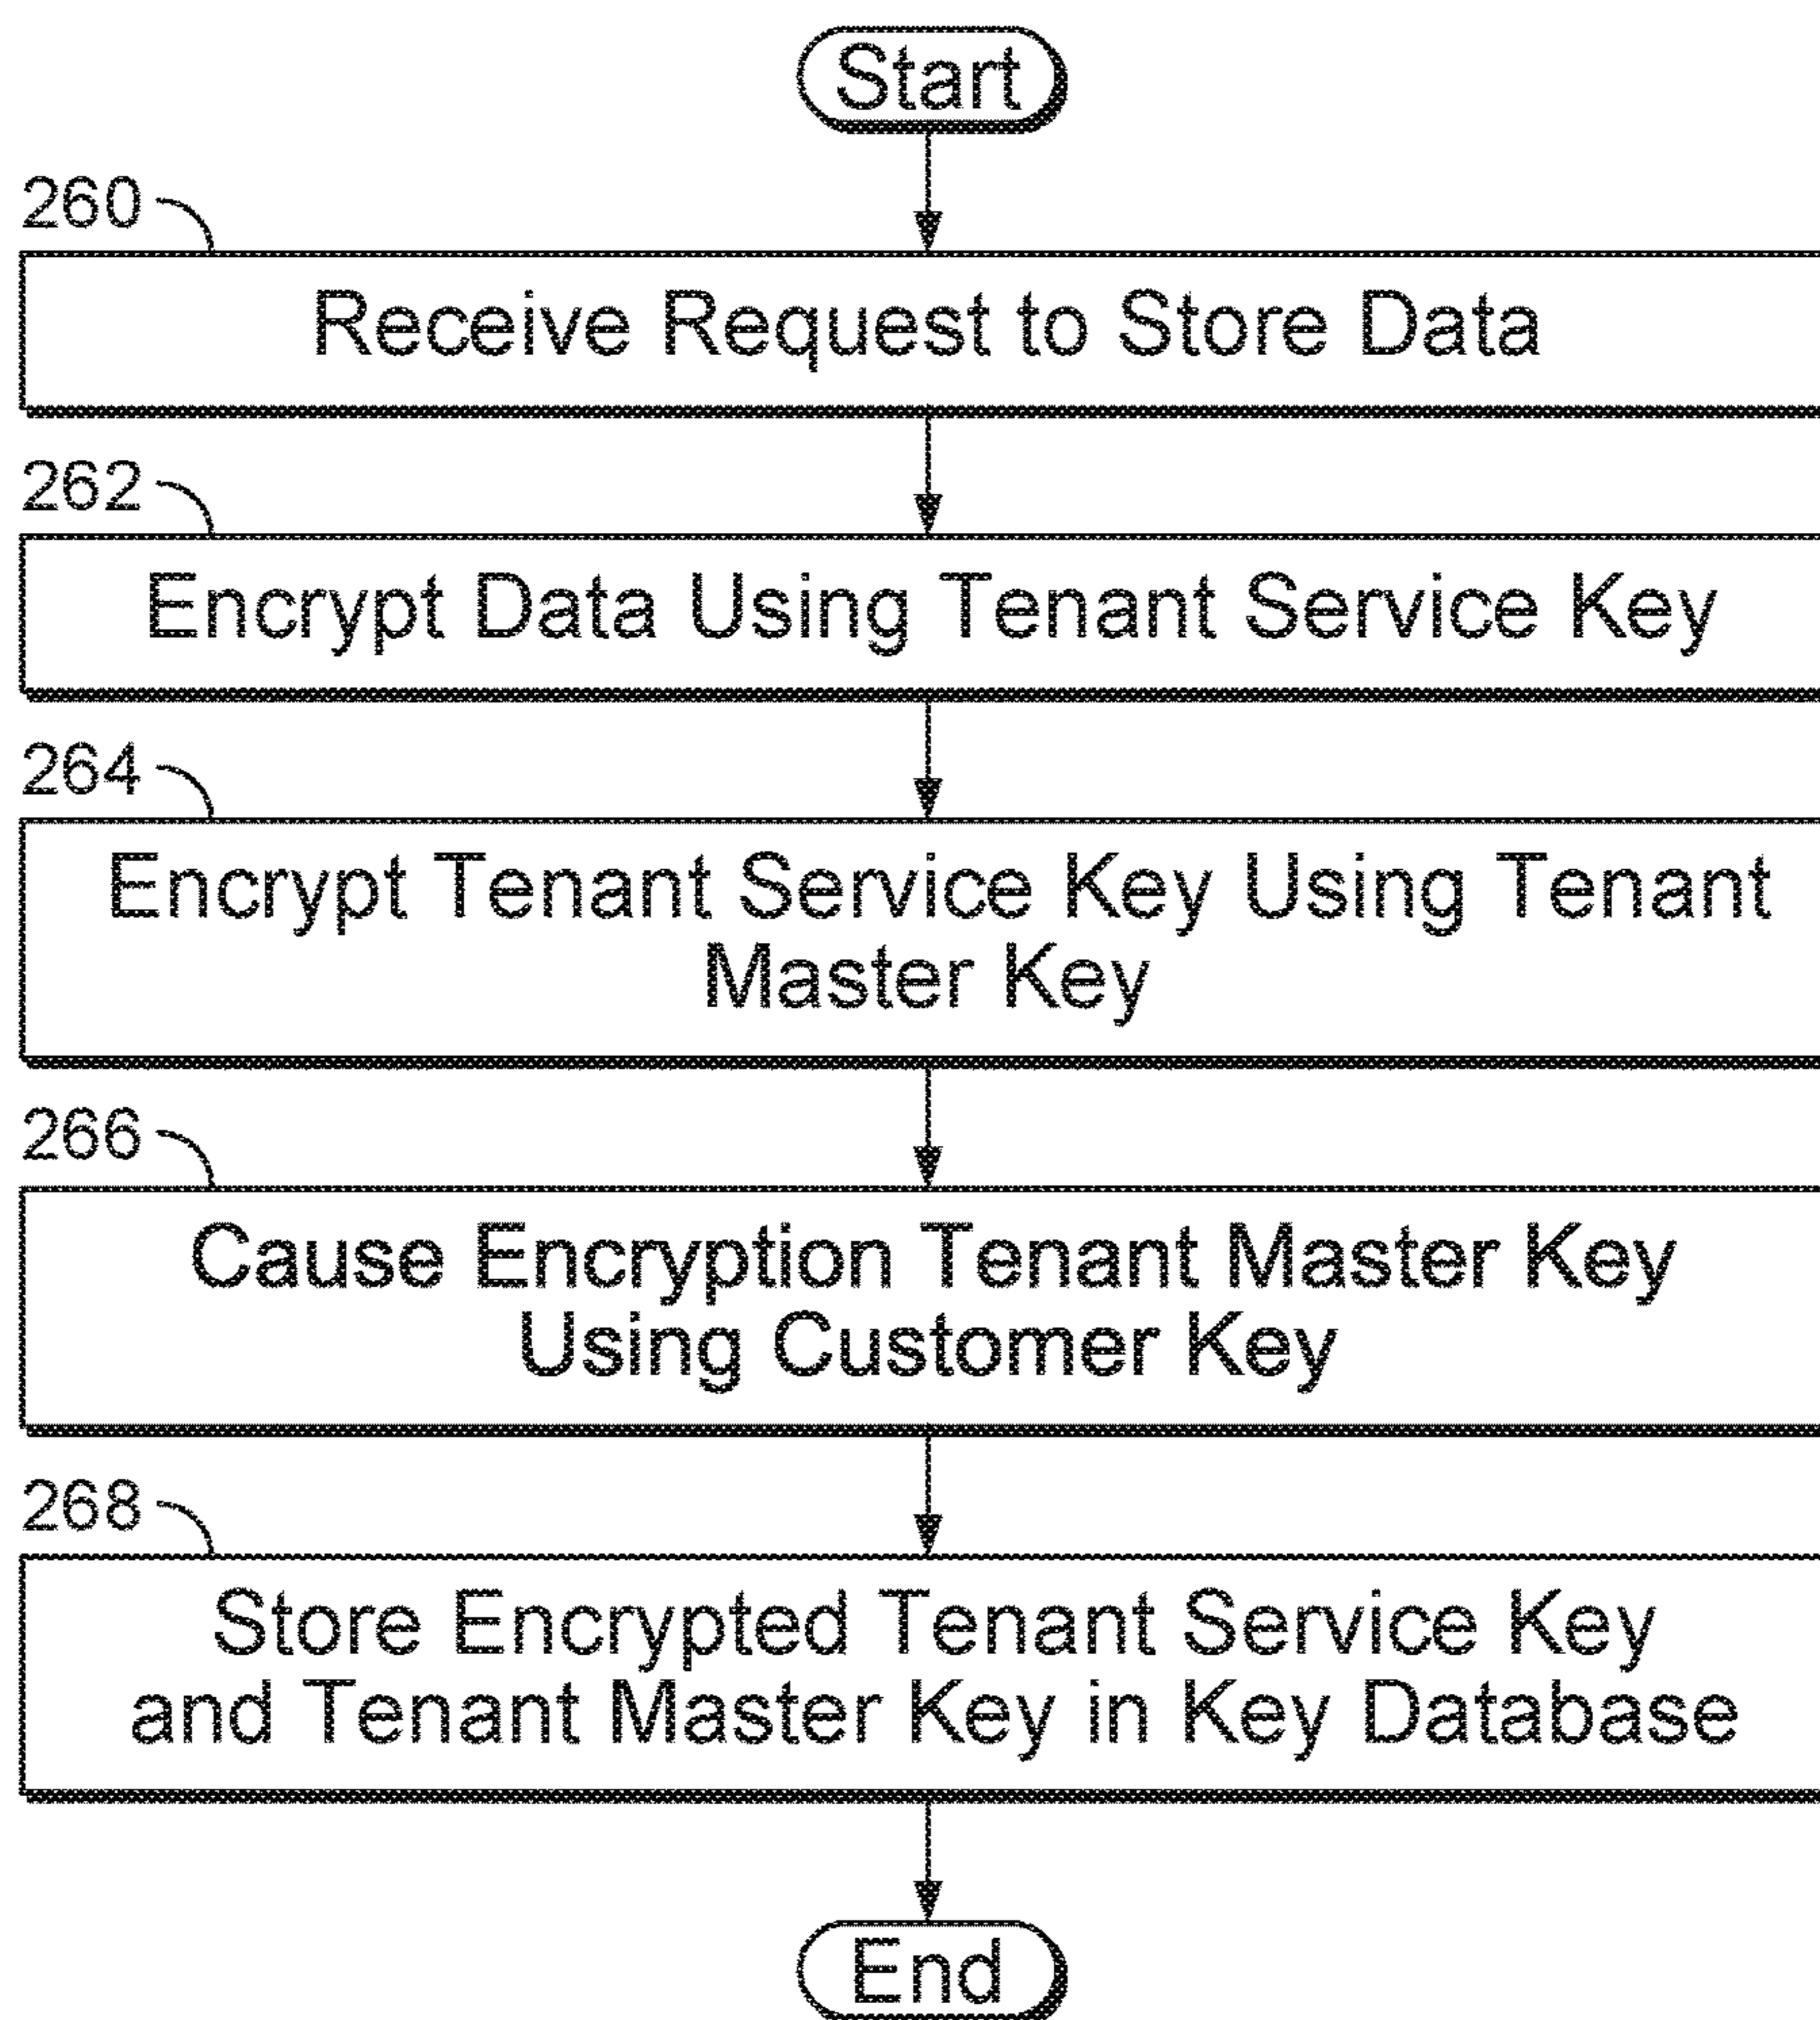 Start
260
Receive Request to Store Data
262
Encrypt Data Using Tenant Service Key
264
Encrypt Tenant Service Key Using Tenant
Master Key
266
Cause Encryption Tenant Master Key
Using Customer Key
268
Store Encrypted Tenant Service Key
and Tenant Master Key in Key Database
End